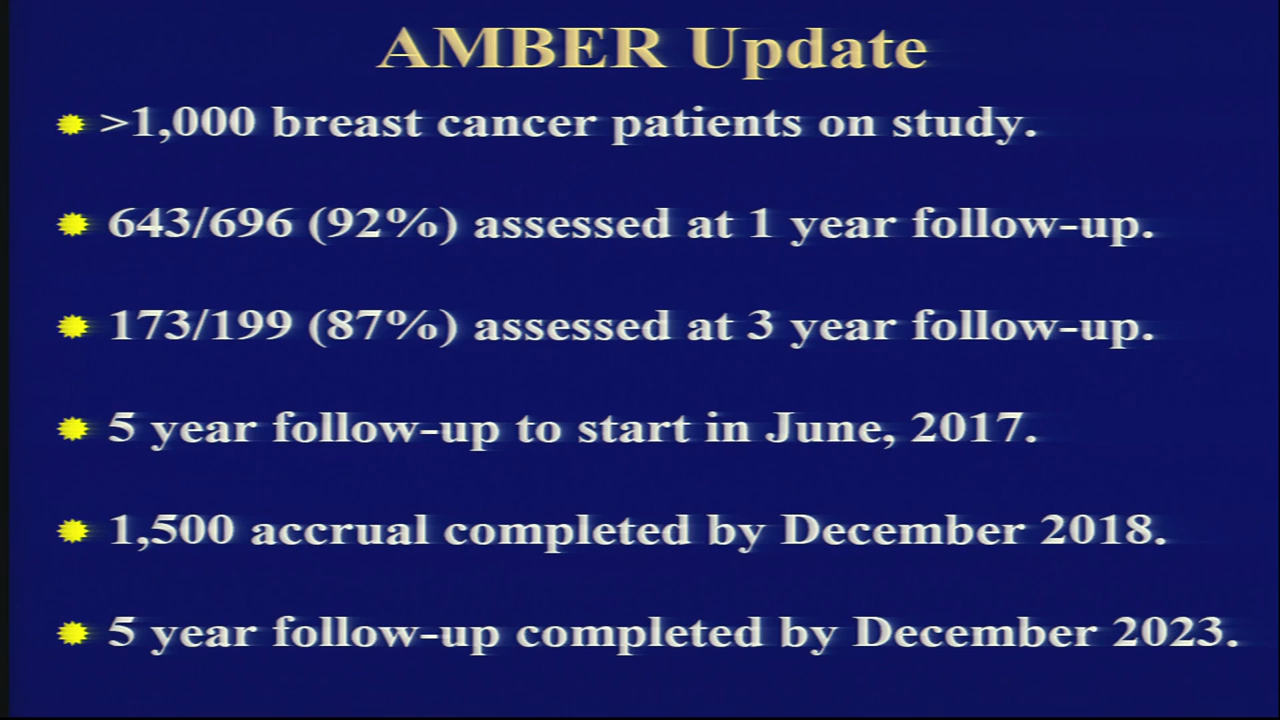 AMBER Update
>1,000 breast cancer patients on study.
643/696 (92%) assessed at 1 year follow-up.
173/199 (87%) assessed at 3 year follow-up.
5 year follow-up to start in June, 2017.
1,500 accrual completed by December 2018.
5 year follow-up completed by December 2023.